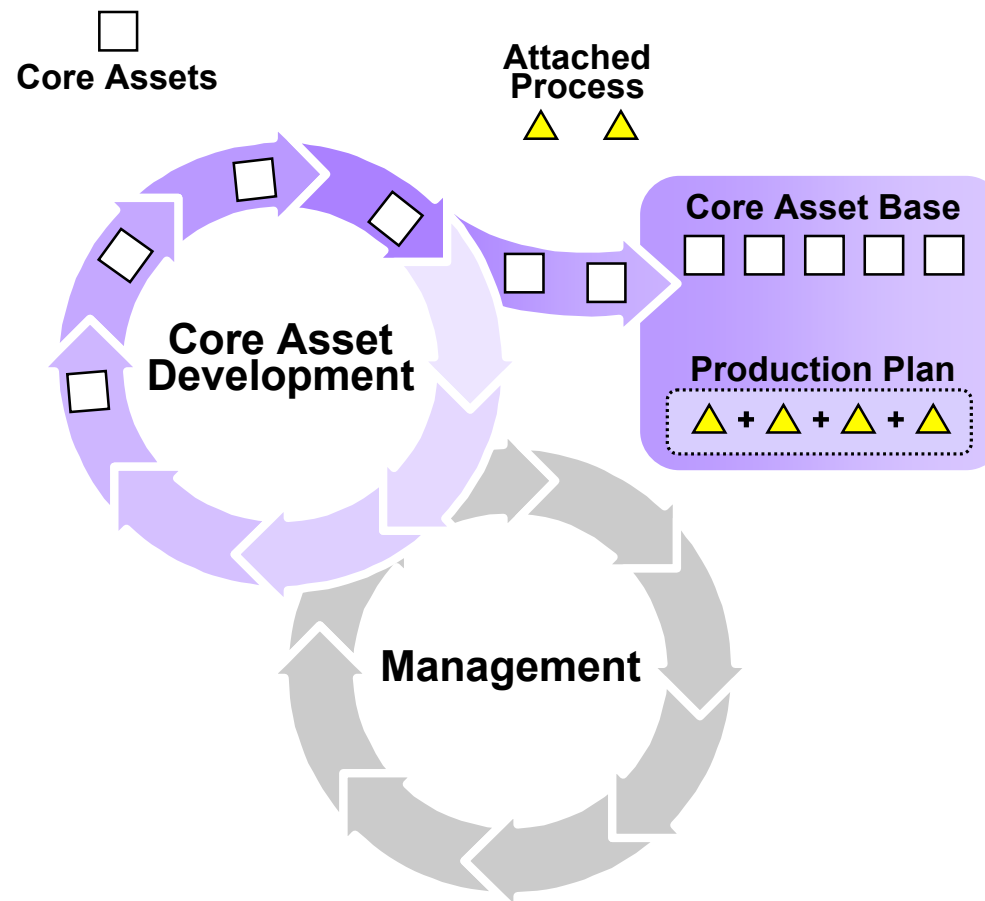 Core Assets
Attached
Process
Core Asset Base
Core Asset
Development
Production Plan
+ + +
Management